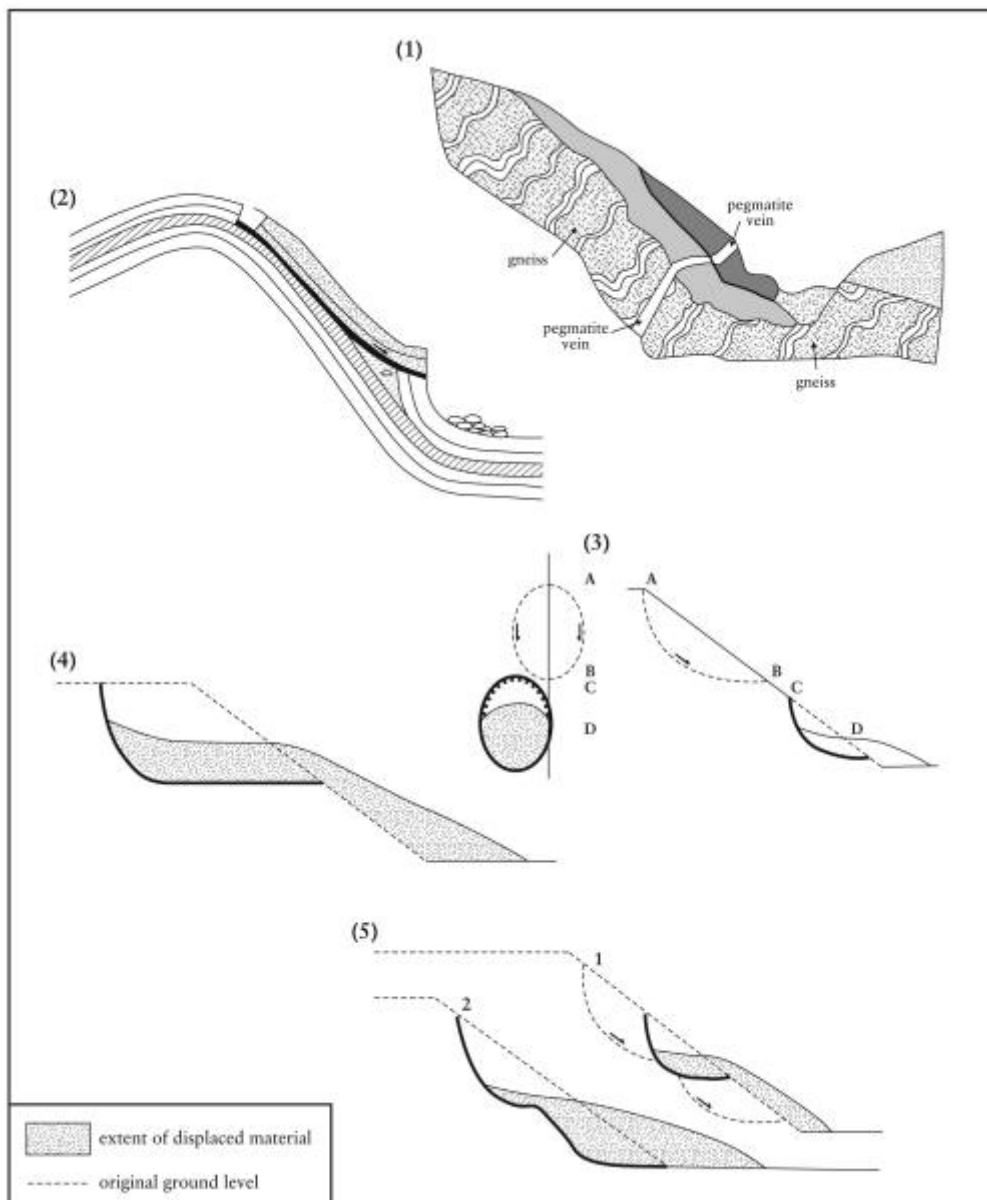 (1)
pegmatite
vein
gneiss
pegmatite
vein
gneiss
(2)
(3)
A
B
C
D
A
B
C
D
(4)
(5)
1
2
extent of displaced material
original ground level